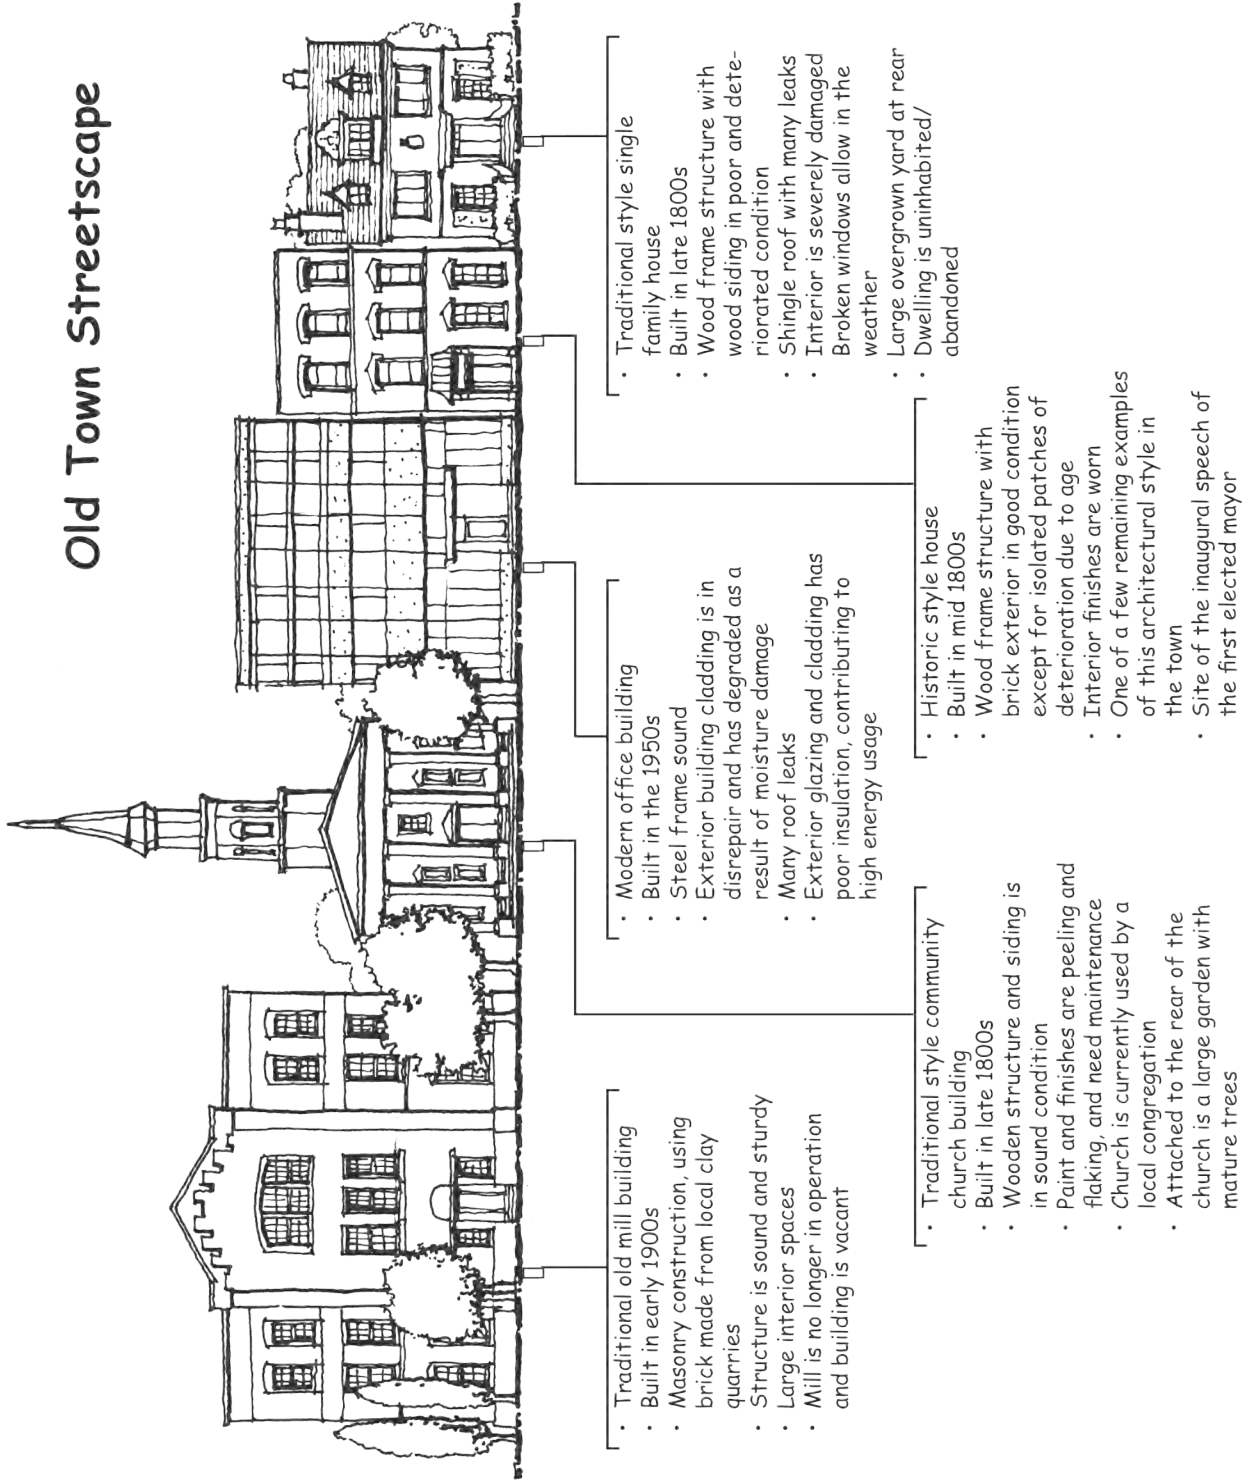 Old Town Streetscape
· Traditional old mill building
· Built in early 1900s
· Masonry construction, using
brick made from local clay
quarries
· Structure is sound and sturdy
· Large interior spaces
· Mill is no longer in operation
and building is vacant
· Traditional style community
church building
· Built in late 1800s
· Wooden structure and siding is
in sound condition
· Paint and finishes are peeling and
flaking, and need maintenance
· Church is currently used by a
local congregation
· Attached to the rear of the
church is a large garden with
mature trees
· Modern office building
· Built in the 1950s
· Steel frame sound
· Exterior building cladding is in
disrepair and has degraded as a
result of moisture damage
· Many roof leaks
· Exterior glazing and cladding has
poor insulation, contributing to
high energy usage
· Historic style house
· Built in mid 1800s
· Wood frame structure with
brick exterior in good condition
except for isolated patches of
deterioration due to age
· Interior finishes are worn
· One of a few remaining examples
of this architectural style in
the town
· Site of the inaugural speech of
the first elected mayor
· Traditional style single
family house
· Built in late 1800s
· Wood frame structure with
wood siding in poor and dete-
riorated condition
· Shingle roof with many leaks
· Interior is severely damaged
Broken windows allow in the
weather
· Large overgrown yard at rear
· Dwelling is uninhabited/
abandoned